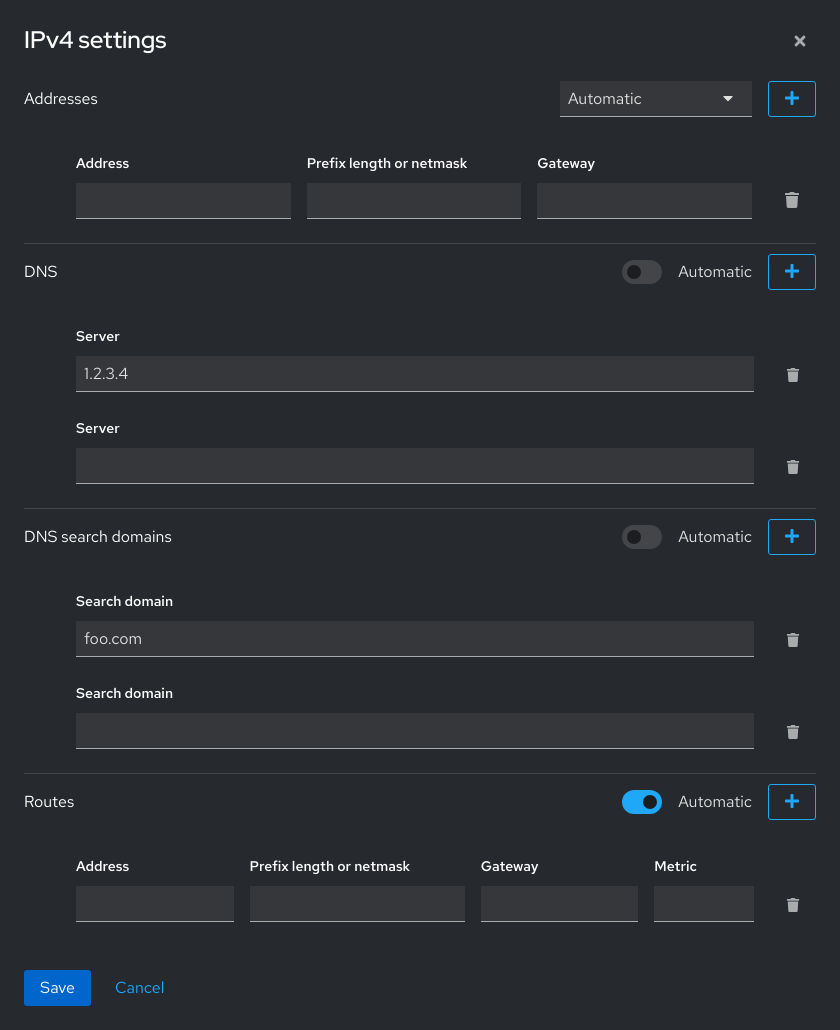 IPv4 settings
Addresses Automatic
Address Prefix length or netmask Gateway
DNS Automatic
Server
1.2.3.4
Server
DNS search domains Automatic
Search domain
foo.com
Search domain
Routes Automatic
Address Prefix length or netmask Gateway Metric
Save Cancel